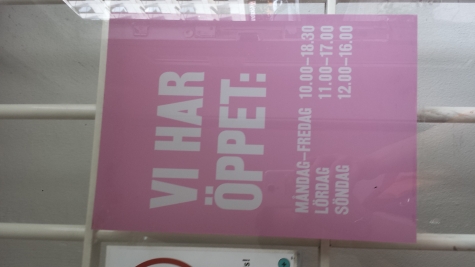 VI HAR
ÖPPET:
MÅNDAG–FREDAG 10.00–18.30
LÖRDAG 11.00–17.00
SÖNDAG 12.00–16.00